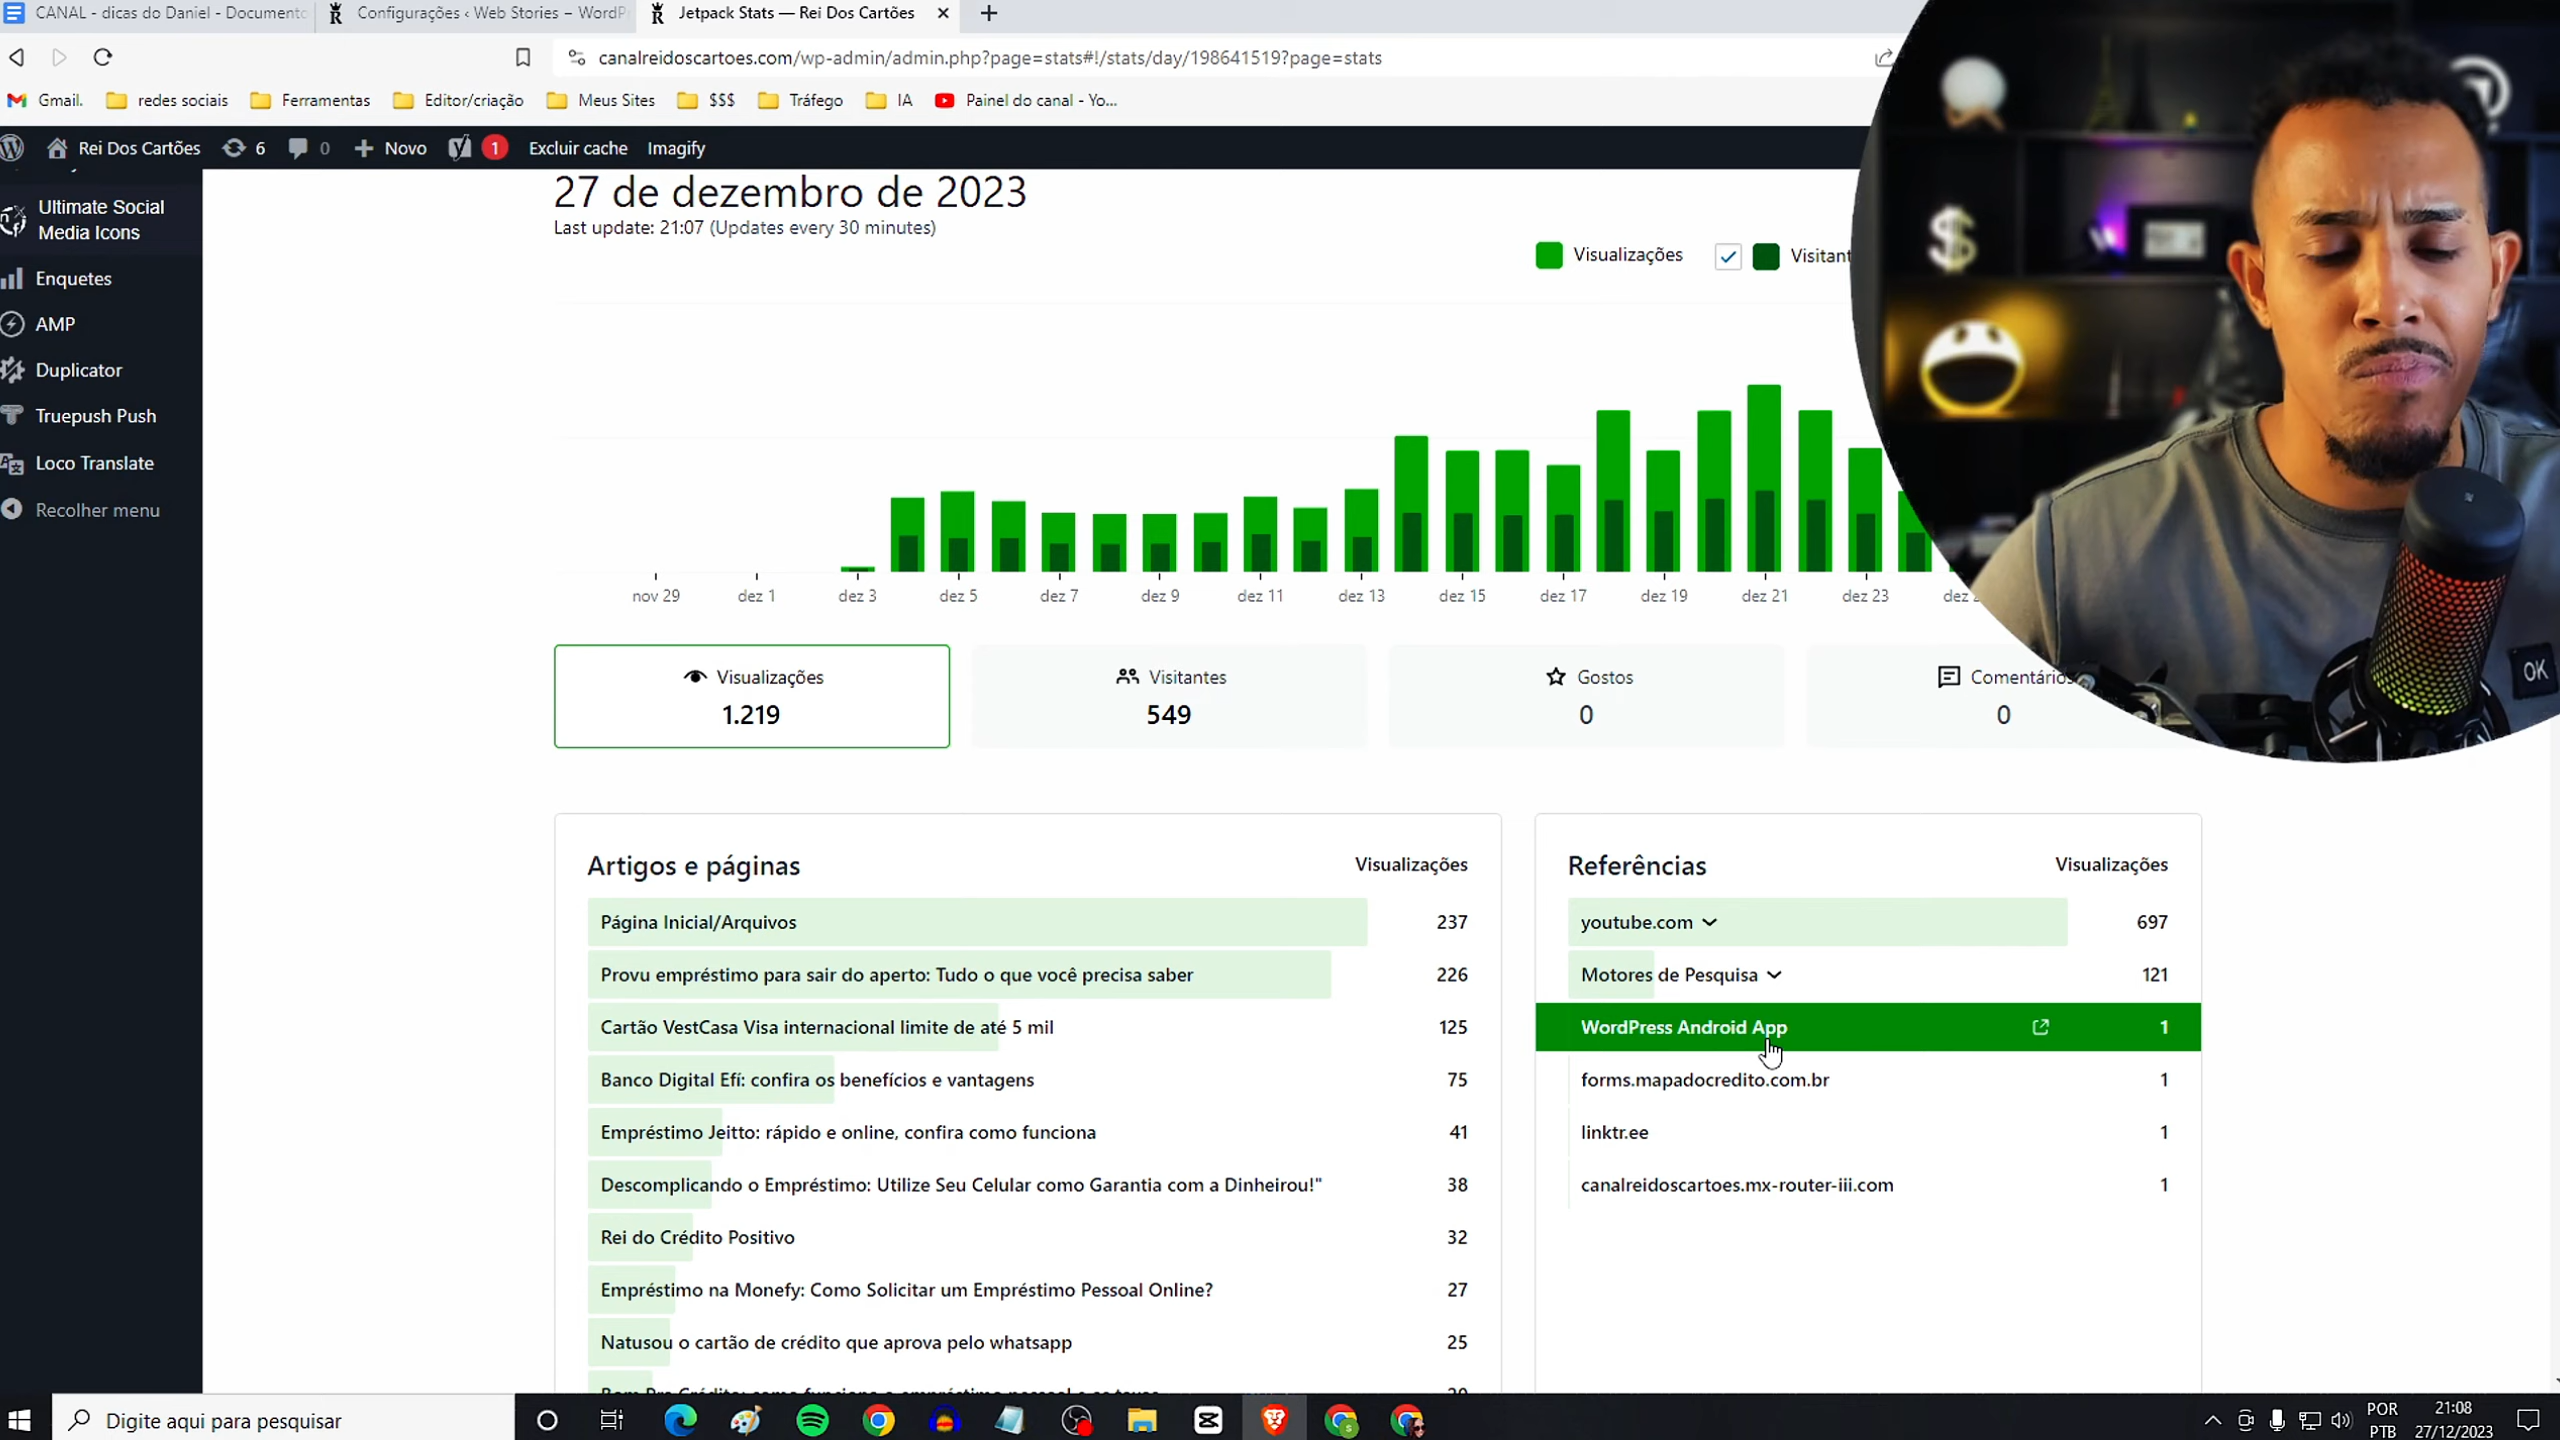 CANAL - dicas do Daniel - Documento
Configurações ‹ Web Stories – WordP
Jetpack Stats — Rei Dos Cartões
canalreidoscartoes.com/wp-admin/admin.php?page=stats#!/stats/day/198641519?page=stats
Gmail.
redes sociais
Ferramentas
Editor/criação
Meus Sites
$$$
Tráfego
IA
Painel do canal - Yo...
Rei Dos Cartões
6
0
Novo
1
Excluir cache
Imagify
Ultimate Social
Media Icons
Enquetes
AMP
Duplicator
Truepush Push
Loco Translate
Recolher menu
27 de dezembro de 2023
Last update: 21:07 (Updates every 30 minutes)
Visualizações
Visitant
nov 29
dez 1
dez 3
dez 5
dez 7
dez 9
dez 11
dez 13
dez 15
dez 17
dez 19
dez 21
dez 23
dez
Visualizações
1.219
Visitantes
549
Gostos
0
Comentários
0
OK
Artigos e páginas Visualizações
Página Inicial/Arquivos 237
Provu empréstimo para sair do aperto: Tudo o que você precisa saber 226
Cartão VestCasa Visa internacional limite de até 5 mil 125
Banco Digital Efí: confira os benefícios e vantagens 75
Empréstimo Jeitto: rápido e online, confira como funciona 41
Descomplicando o Empréstimo: Utilize Seu Celular como Garantia com a Dinheirou!" 38
Rei do Crédito Positivo 32
Empréstimo na Monefy: Como Solicitar um Empréstimo Pessoal Online? 27
Natusou o cartão de crédito que aprova pelo whatsapp 25
Referências Visualizações
youtube.com 697
Motores de Pesquisa 121
WordPress Android App 1
forms.mapadocredito.com.br 1
linktr.ee 1
canalreidoscartoes.mx-router-iii.com 1
Digite aqui para pesquisar
POR
PTB
21:08
27/12/2023